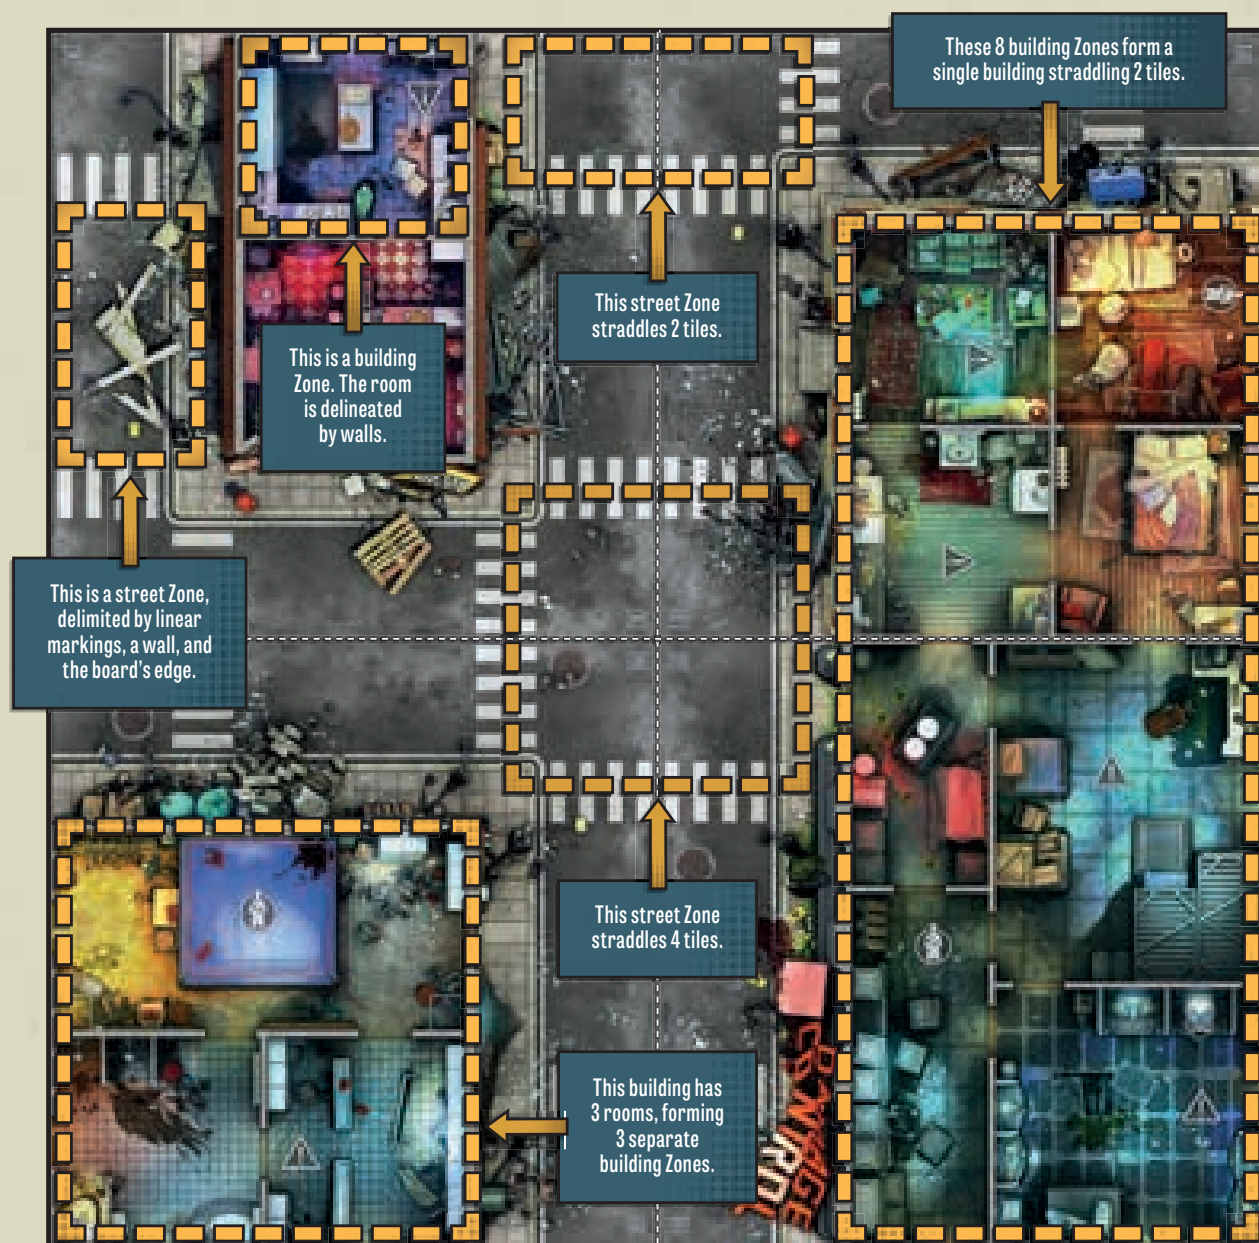 These 8 building Zones form a
single building straddling 2 tiles.
This street Zone
straddles 2 tiles.
This is a building
Zone. The room
is delineated
by walls.
This is a street Zone,
delimited by linear
markings, a wall, and
the board's edge.
This street Zone
straddles 4 tiles.
This building has
3 rooms, forming
3 separate
building Zones.